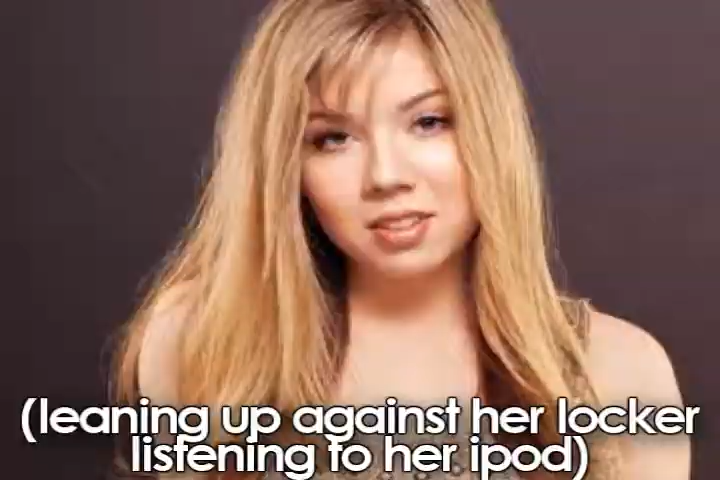 (leaning up against her locker
listening to her ipod)